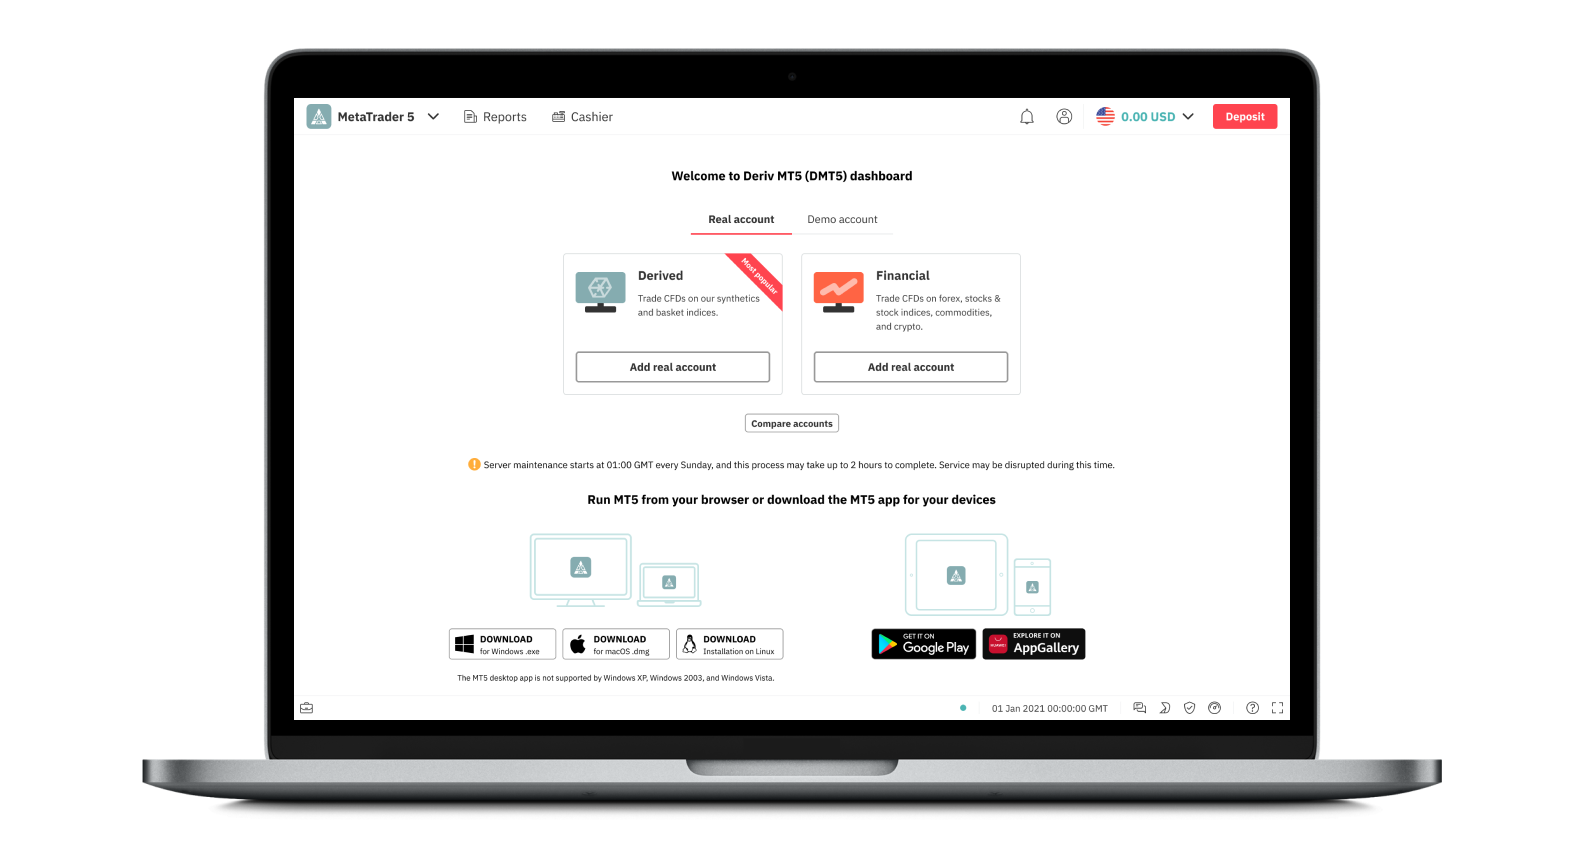 MetaTrader 5
Reports
Cashier
0.00 USD
Deposit
Welcome to Deriv MT5 (DMT5) dashboard
Real account
Demo account
Derived
Most popular
Trade CFDs on our synthetics
and basket indices.
Add real account
Financial
Trade CFDs on forex, stocks &
stock indices, commodities,
and crypto.
Add real account
Compare accounts
Server maintenance starts at 01:00 GMT every Sunday, and this process may take up to 2 hours to complete. Service may be disrupted during this time.
Run MT5 from your browser or download the MT5 app for your devices
DOWNLOAD
for Windows .exe
DOWNLOAD
for macOS .dmg
DOWNLOAD
Installation on Linux
GET IT ON
Google Play
HUAWEI
EXPLORE IT ON
AppGallery
The MT5 desktop app is not supported by Windows XP, Windows 2003, and Windows Vista.
01 Jan 2021 00:00:00 GMT